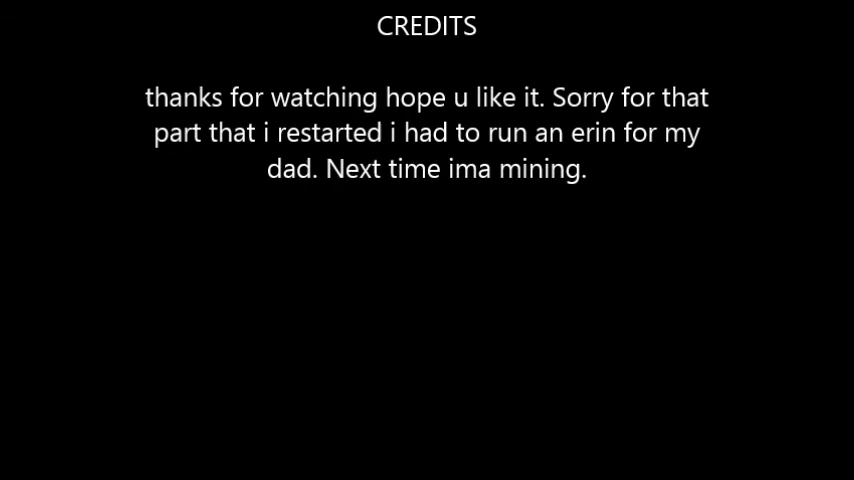 CREDITS
thanks for watching hope u like it. Sorry for that
part that i restarted i had to run an erin for my
dad. Next time ima mining.